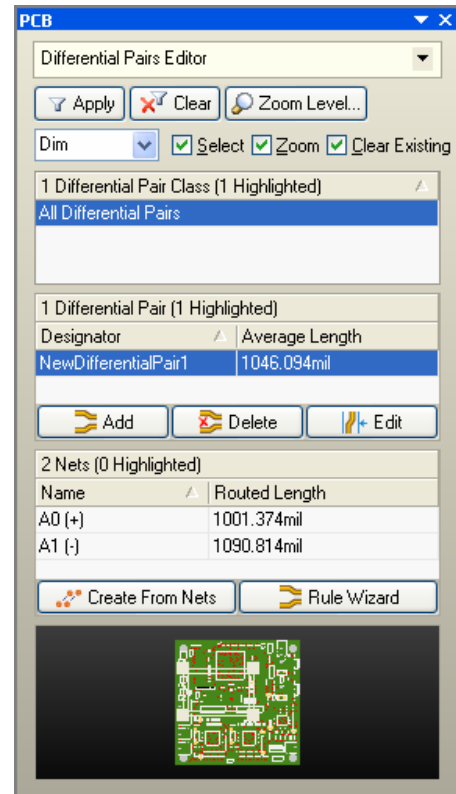 PCB
Differential Pairs Editor
Apply Clear Zoom Level...
Dim Select Zoom Clear Existing
1 Differential Pair Class (1 Highlighted)
All Differential Pairs
1 Differential Pair (1 Highlighted)
Designator Average Length
NewDifferentialPair1 1046.094mil
Add Delete Edit
2 Nets (0 Highlighted)
Name Routed Length
A0 (+) 1001.374mil
A1 (-) 1090.814mil
Create From Nets Rule Wizard